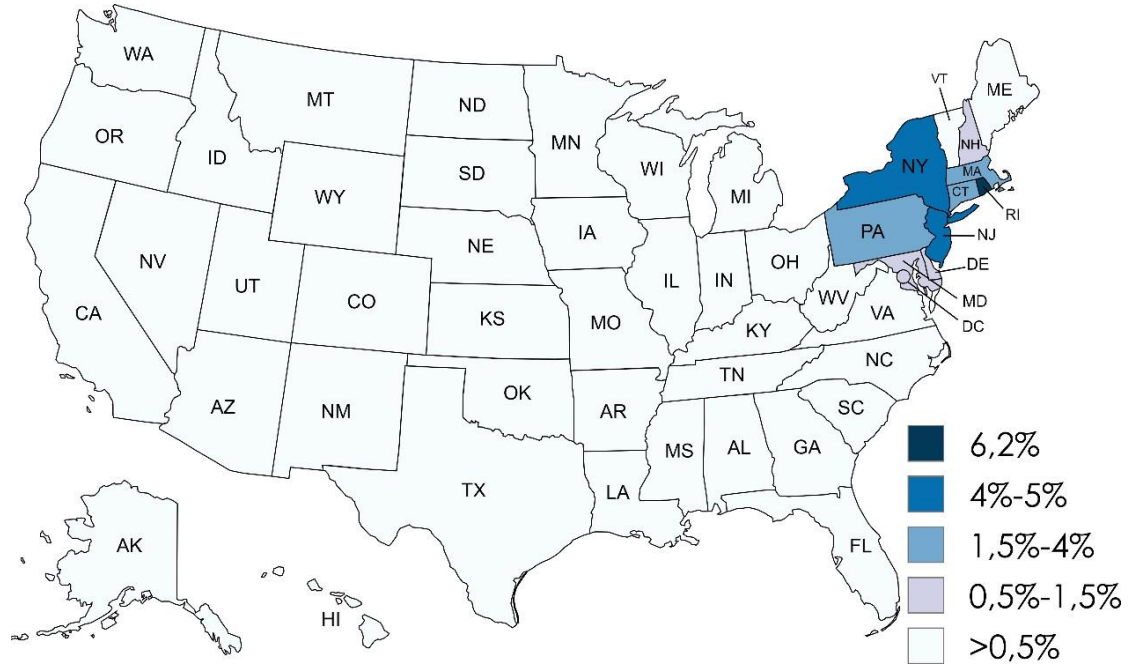 WA
MT
ND
MN
VT
ME
OR
ID
SD
WI
NY
NH
MA
WY
MI
CT
RI
IA
NE
PA
NJ
NV
OH
DE
UT
IL
IN
CA
CO
WV
MD
KS
MO
VA
DC
KY
NC
TN
OK
AZ
NM
AR
SC
MS
AL
GA
LA
TX
FL
AK
HI
6,2%
4%-5%
1,5%-4%
0,5%-1,5%
>0,5%